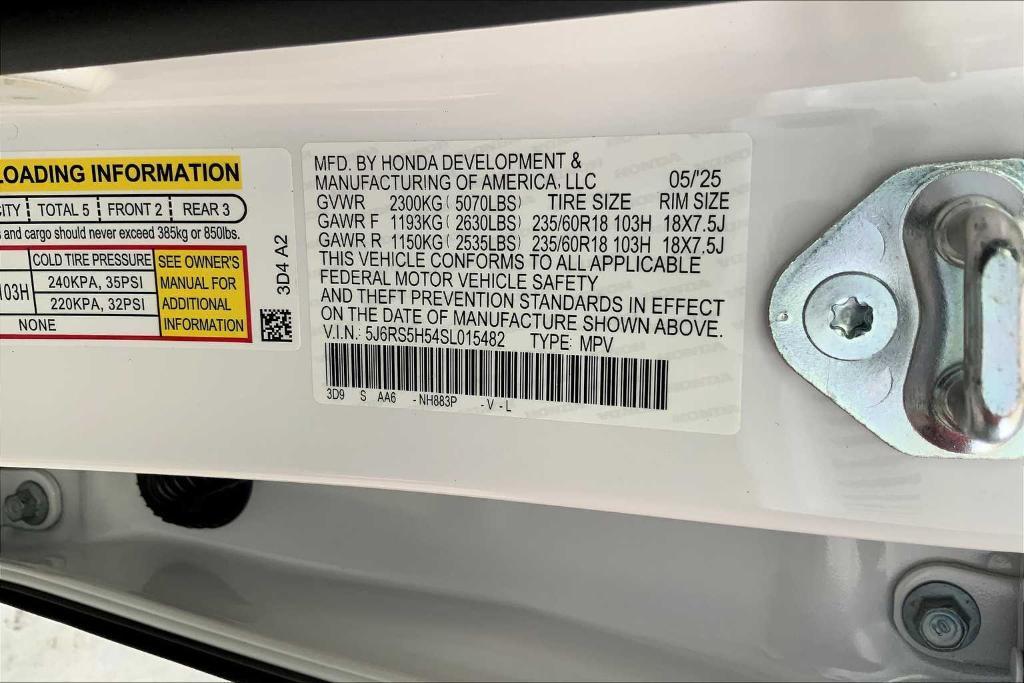 LOADING INFORMATION
CITY TOTAL 5 FRONT 2 REAR 3
s and cargo should never exceed 385kg or 850lbs.
COLD TIRE PRESSURE
103H 240KPA, 35PSI
220KPA, 32PSI
NONE
SEE OWNER'S
MANUAL FOR
ADDITIONAL
INFORMATION
3D4 A2
MFD. BY HONDA DEVELOPMENT &
MANUFACTURING OF AMERICA, LLC 05/'25
GVWR 2300KG (5070LBS) TIRE SIZE RIM SIZE
GAWR F 1193KG (2630LBS) 235/60R18 103H 18X7.5J
GAWR R 1150KG (2535LBS) 235/60R18 103H 18X7.5J
THIS VEHICLE CONFORMS TO ALL APPLICABLE
FEDERAL MOTOR VEHICLE SAFETY
AND THEFT PREVENTION STANDARDS IN EFFECT
ON THE DATE OF MANUFACTURE SHOWN ABOVE.
V.I.N.: 5J6RS5H54SL015482 TYPE: MPV
3D9 S AA6 -NH883P -V-L
10